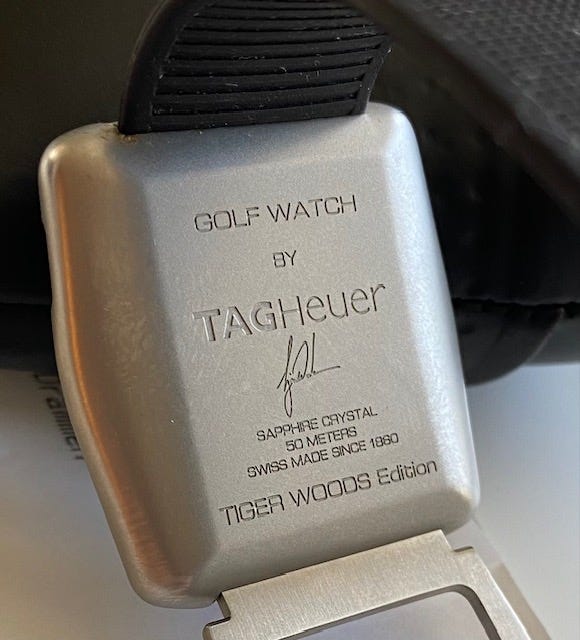 GOLF WATCH
BY
TAGHeuer
SAPPHIRE CRYSTAL
50 METERS
SWISS MADE SINCE 1860
TIGER WOODS Edition